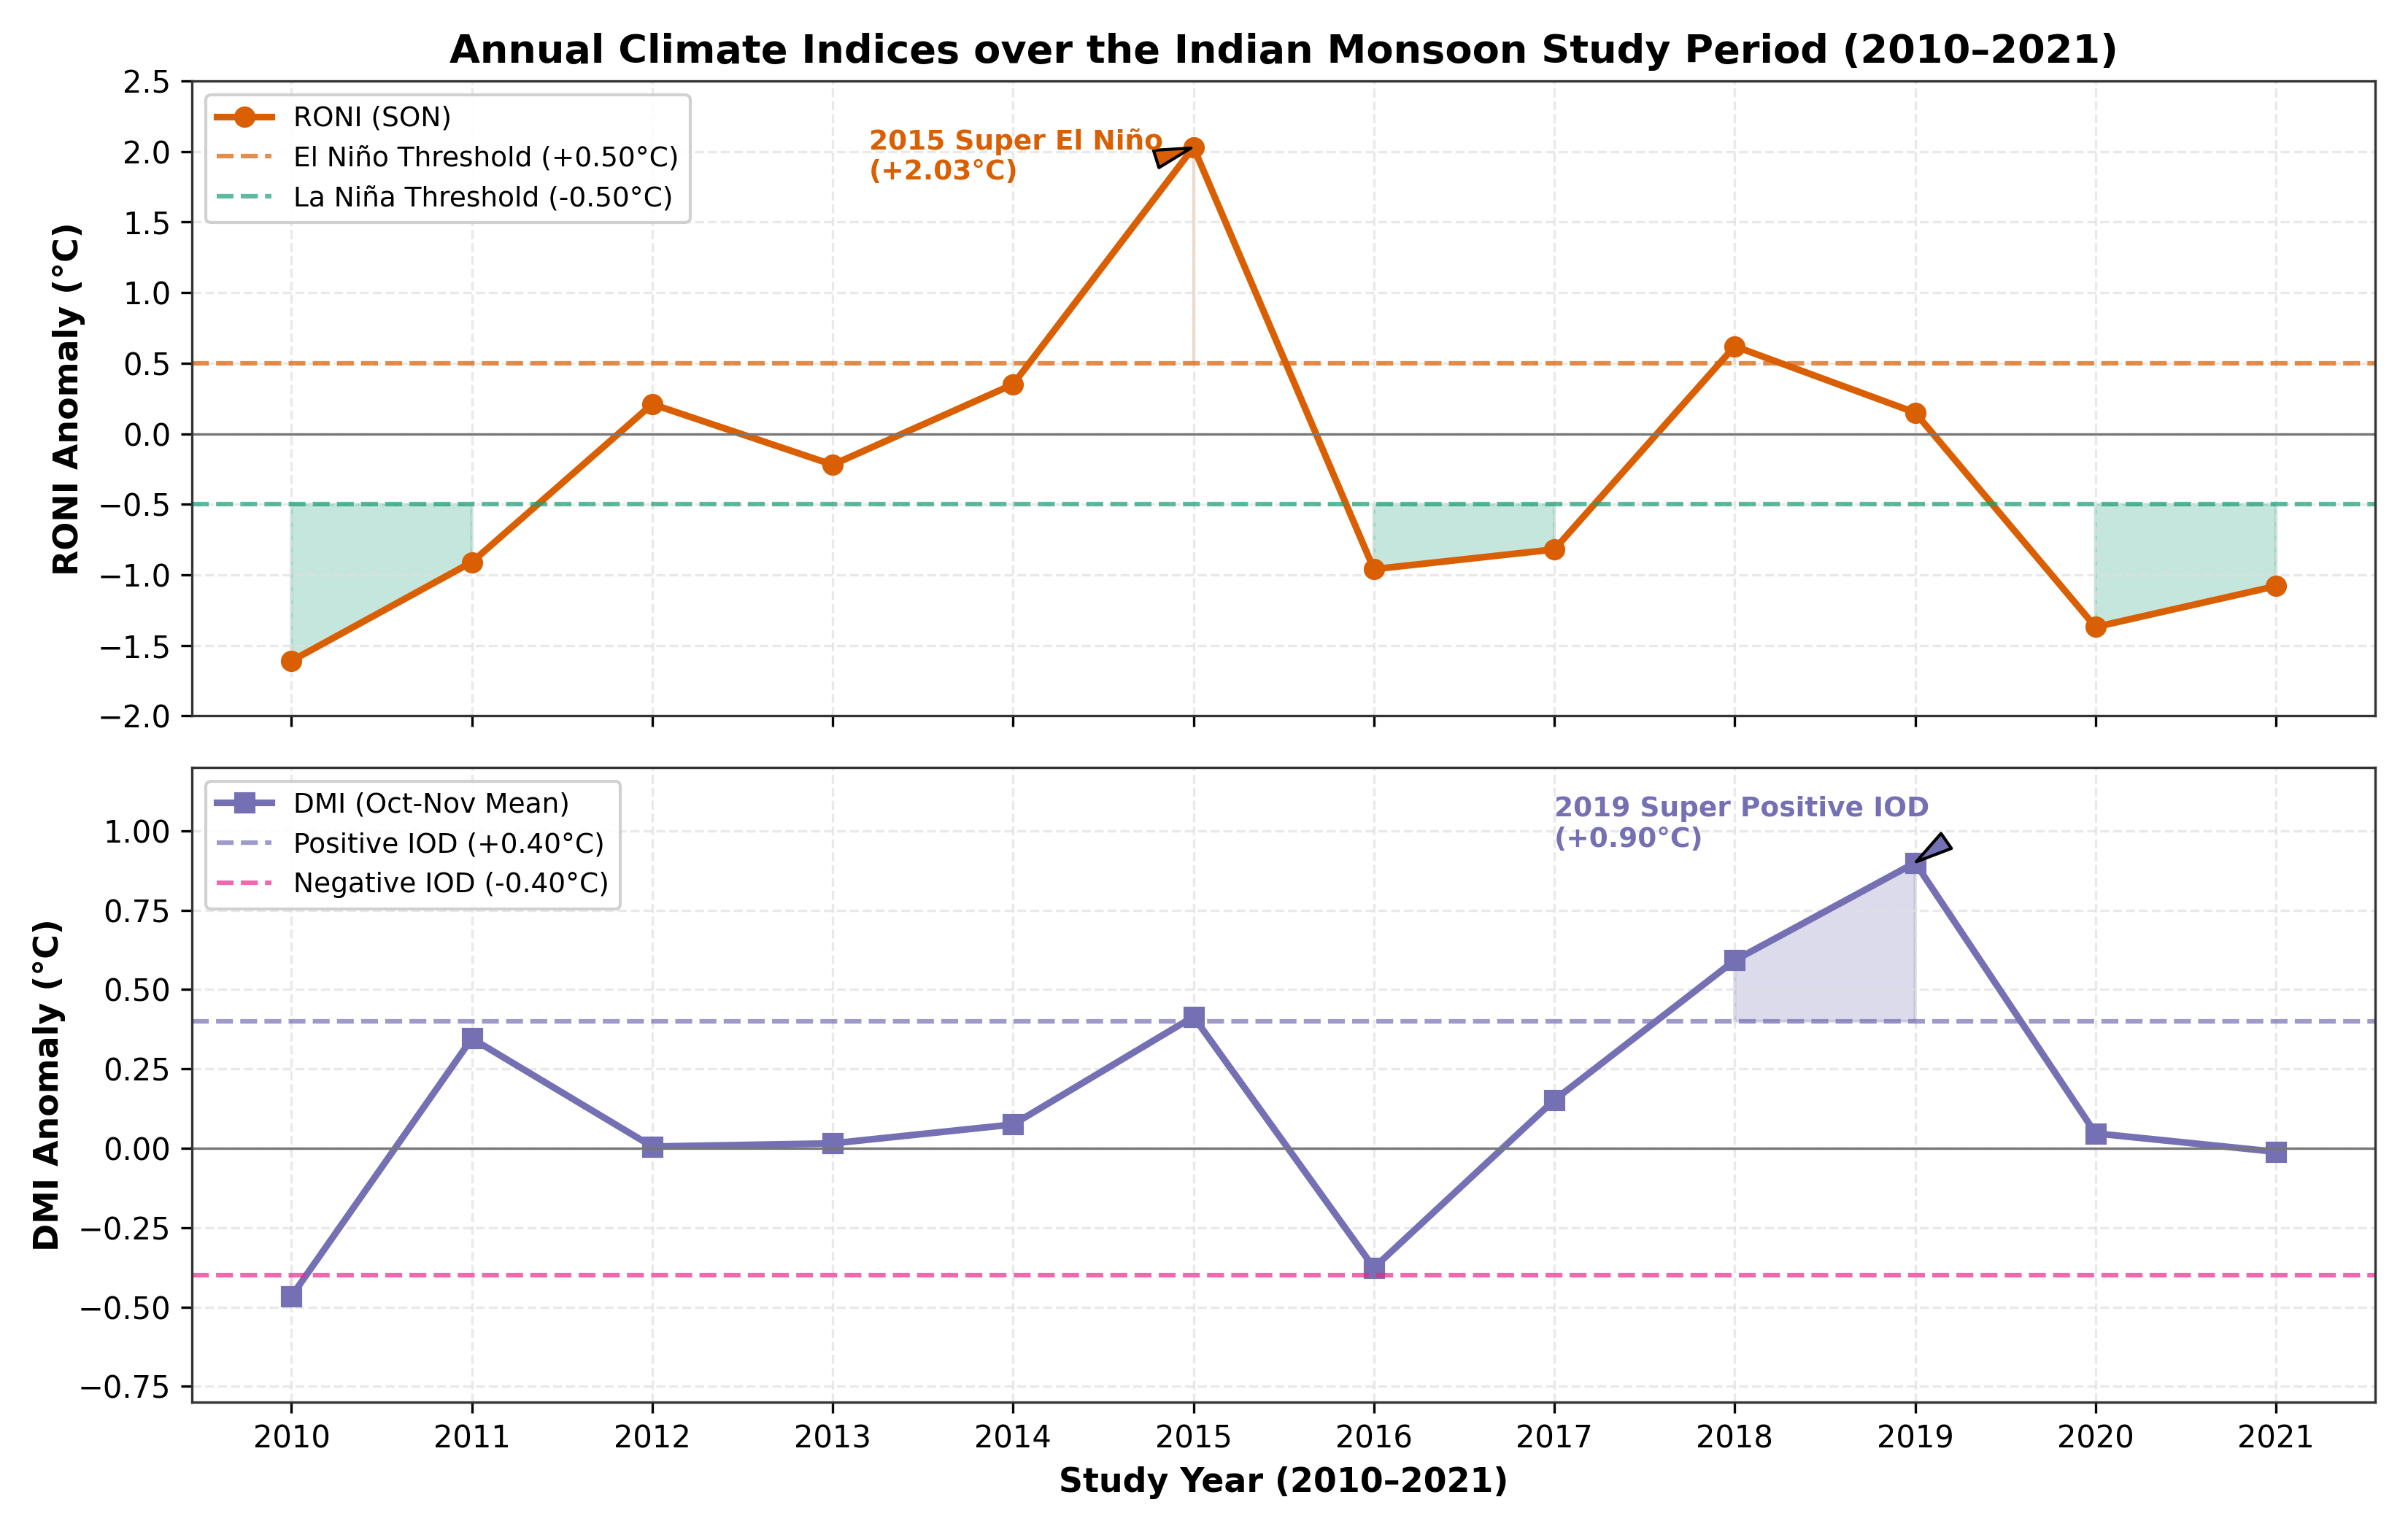 Annual Climate Indices over the Indian Monsoon Study Period (2010–2021)
RONI Anomaly (°C)
2.5
2.0
1.5
1.0
0.5
0.0
−0.5
−1.0
−1.5
−2.0
RONI (SON)
El Niño Threshold (+0.50°C)
La Niña Threshold (-0.50°C)
2015 Super El Niño
(+2.03°C)
DMI Anomaly (°C)
1.00
0.75
0.50
0.25
0.00
−0.25
−0.50
−0.75
DMI (Oct-Nov Mean)
Positive IOD (+0.40°C)
Negative IOD (-0.40°C)
2019 Super Positive IOD
(+0.90°C)
2010 2011 2012 2013 2014 2015 2016 2017 2018 2019 2020 2021
Study Year (2010–2021)